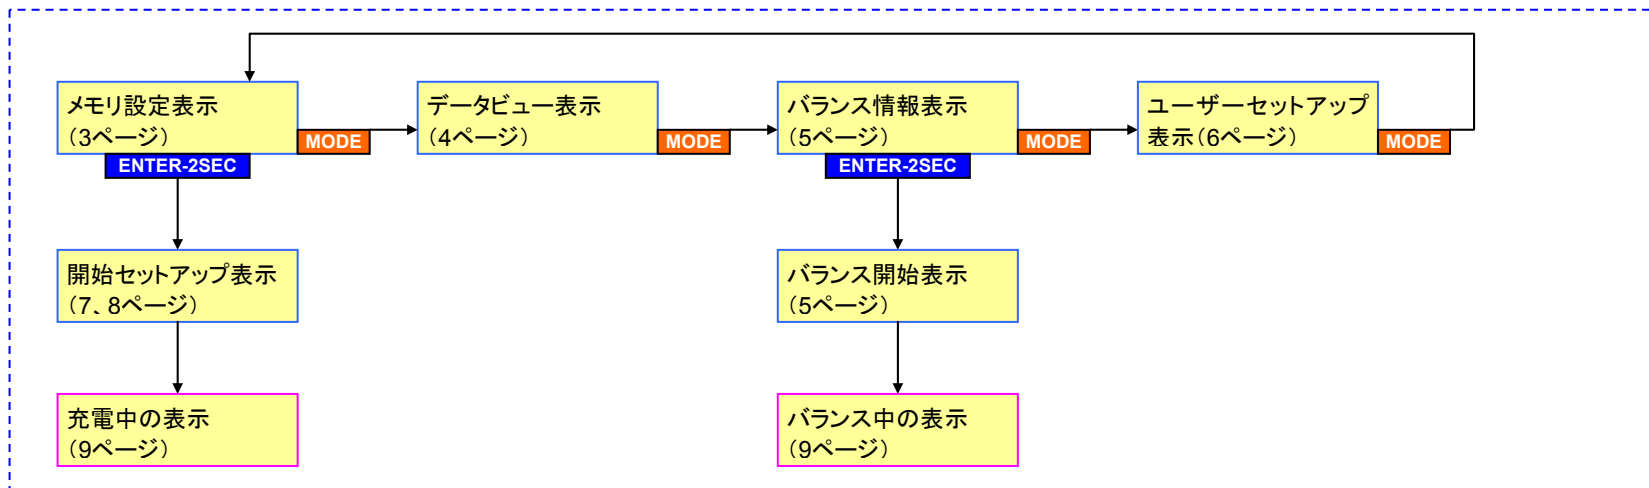 メモリ設定表示
（3ページ）
MODE
ENTER-2SEC
データビュー表示
（4ページ）
MODE
バランス情報表示
（5ページ）
MODE
ENTER-2SEC
ユーザーセットアップ
表示（6ページ）
MODE
開始セットアップ表示
（7、8ページ）
バランス開始表示
（5ページ）
充電中の表示
（9ページ）
バランス中の表示
（9ページ）